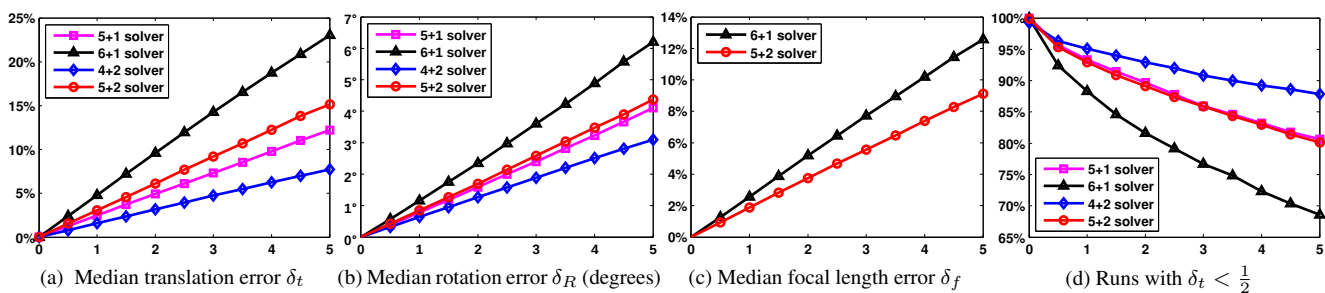 25%
20%
15%
10%
5%
0%
0 1 2 3 4 5
5+1 solver
6+1 solver
4+2 solver
5+2 solver
(a) Median translation error δt
7°
6°
5°
4°
3°
2°
1°
0°
0 1 2 3 4 5
5+1 solver
6+1 solver
4+2 solver
5+2 solver
(b) Median rotation error δR (degrees)
14%
12%
10%
8%
6%
4%
2%
0%
0 1 2 3 4 5
6+1 solver
5+2 solver
(c) Median focal length error δf
100%
95%
90%
85%
80%
75%
70%
65%
0 1 2 3 4 5
5+1 solver
6+1 solver
4+2 solver
5+2 solver
(d) Runs with δt < 1/2